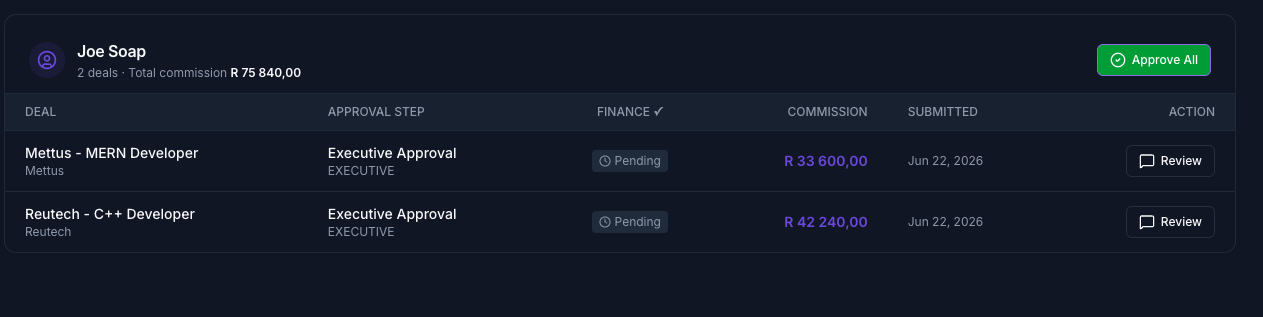 Joe Soap
2 deals · Total commission R 75 840,00
Approve All
DEAL APPROVAL STEP FINANCE ✓ COMMISSION SUBMITTED ACTION
Mettus - MERN Developer Executive Approval Pending R 33 600,00 Jun 22, 2026 Review
Mettus EXECUTIVE
Reutech - C++ Developer Executive Approval Pending R 42 240,00 Jun 22, 2026 Review
Reutech EXECUTIVE